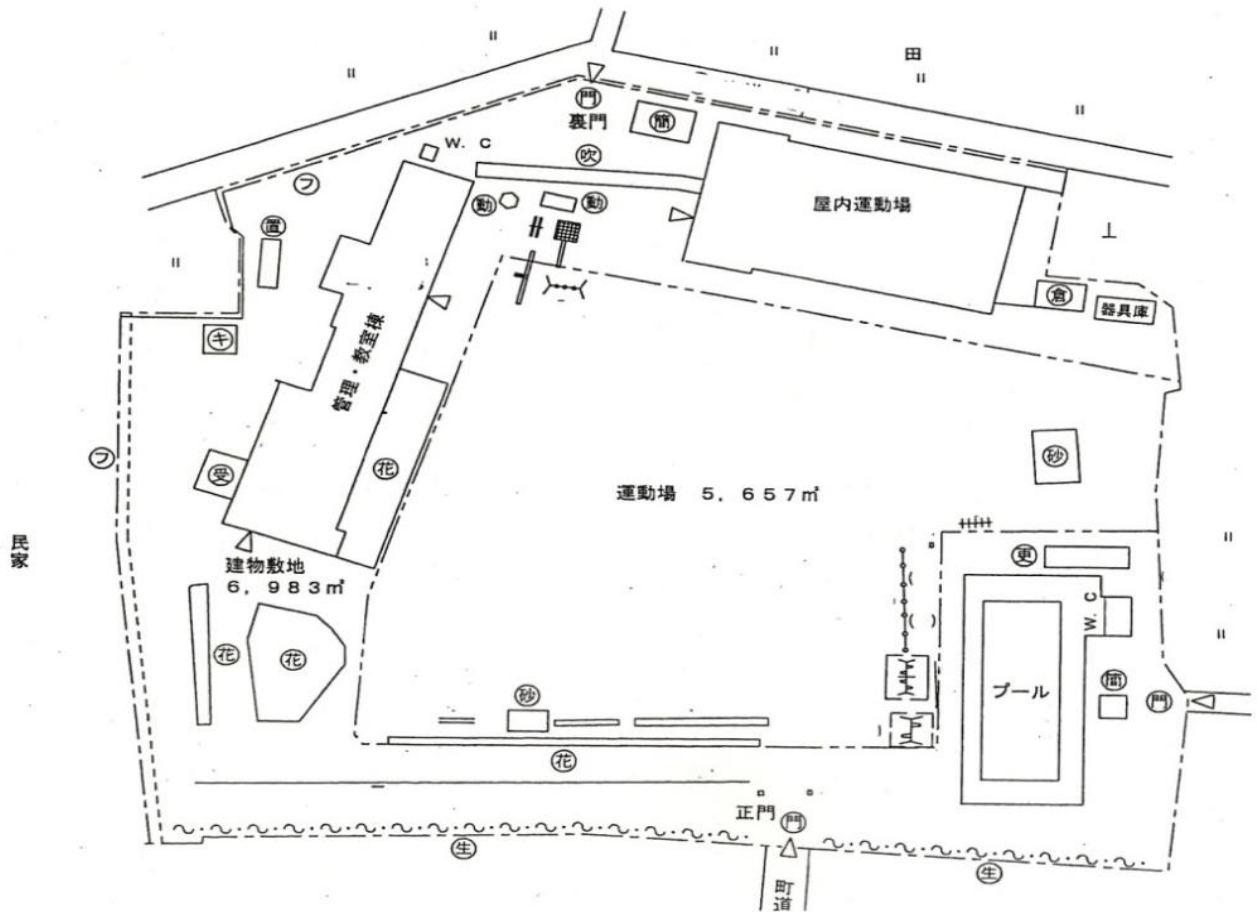 田
門
裏門
簡
W. C
吹
フ
動
動
屋内運動場
置
倉
器具庫
キ
管理・教室棟
受
花
砂
運動場 5,657㎡
民家
建物敷地
6,983㎡
更
W. C
花
花
プール
簡
門
砂
花
正門
門
生
生
町道